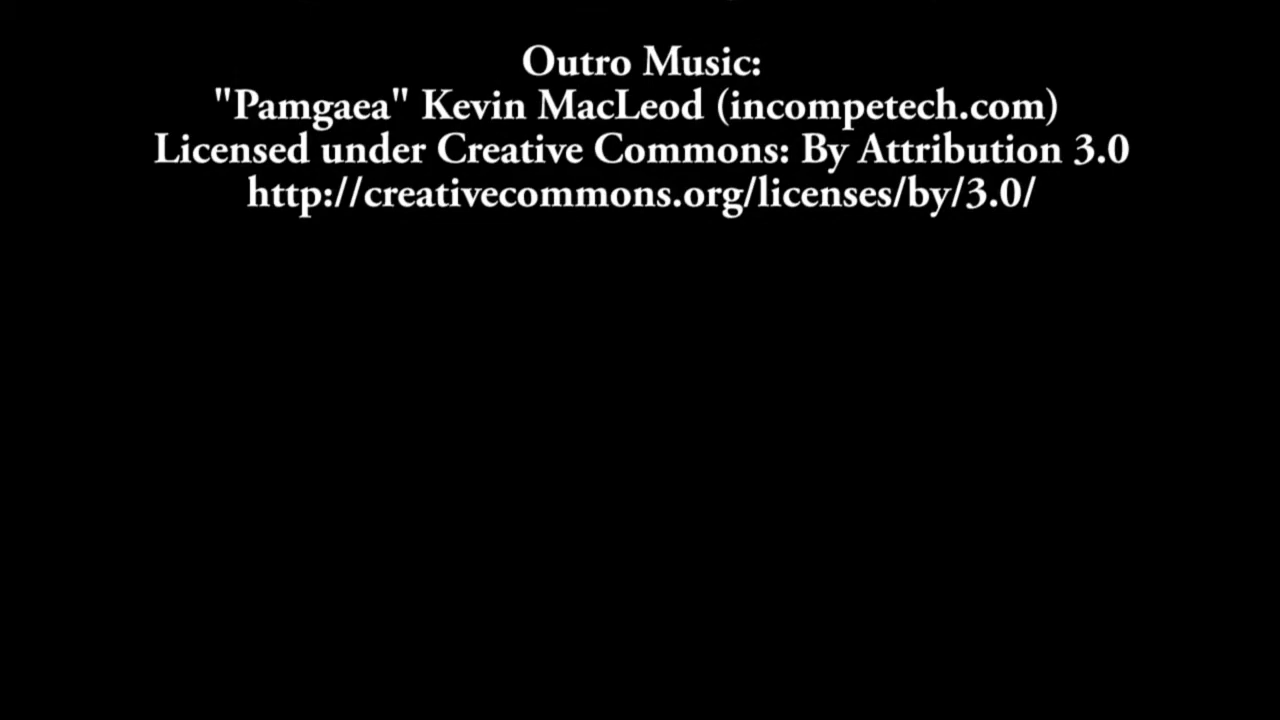 Outro Music:
"Pamgaea" Kevin MacLeod (incompetech.com)
Licensed under Creative Commons: By Attribution 3.0
http://creativecommons.org/licenses/by/3.0/